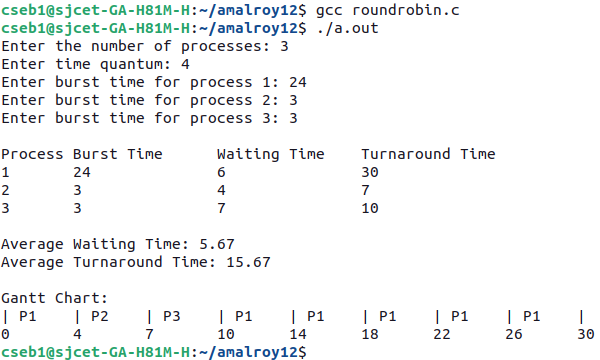 cseb1@sjcet-GA-H81M-H:~/amalroy12$ gcc roundrobin.c
cseb1@sjcet-GA-H81M-H:~/amalroy12$ ./a.out
Enter the number of processes: 3
Enter time quantum: 4
Enter burst time for process 1: 24
Enter burst time for process 2: 3
Enter burst time for process 3: 3
Process Burst Time      Waiting Time    Turnaround Time
1       24              6               30
2       3               4               7
3       3               7               10
Average Waiting Time: 5.67
Average Turnaround Time: 15.67
Gantt Chart:
| P1    | P2    | P3    | P1    | P1    | P1    | P1    | P1    |
0       4       7       10      14      18      22      26      30
cseb1@sjcet-GA-H81M-H:~/amalroy12$